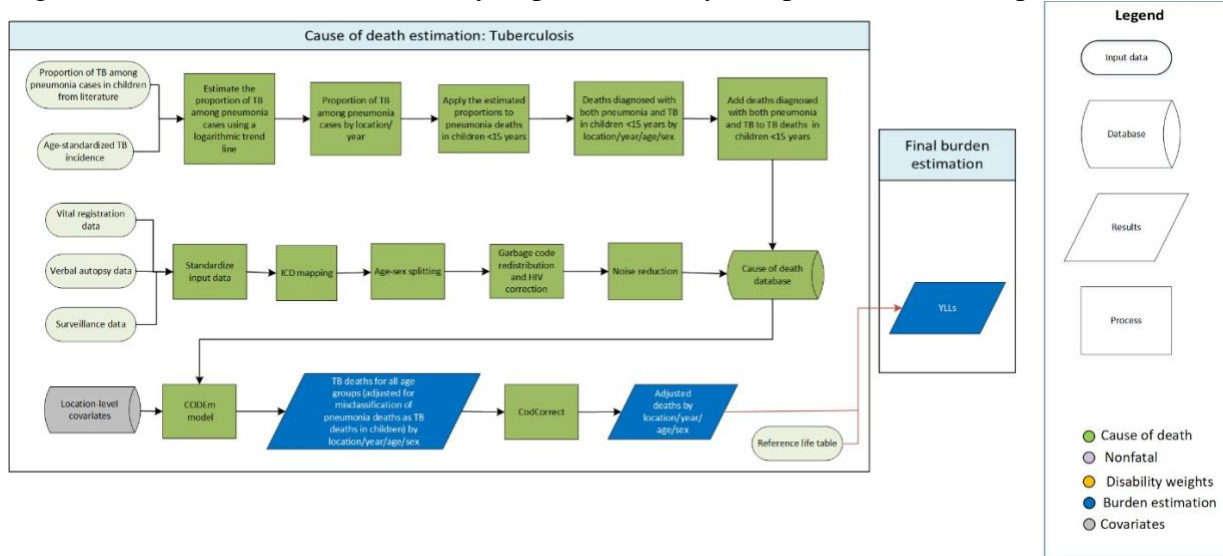 Cause of death estimation: Tuberculosis
Proportion of TB among
pneumonia cases in children
from literature
Age-standardized TB
incidence
Estimate the
proportion of TB
among pneumonia
cases using a
logarithmic trend
line
Proportion of TB
among pneumonia
cases by location/
year
Apply the estimated
proportions to
pneumonia deaths
in children <15 years
Deaths diagnosed with
both pneumonia and TB
in children <15 years by
location/year/age/sex
Add deaths diagnosed
with both pneumonia
and TB to TB deaths in
children <15 years
Vital registration
data
Verbal autopsy data
Surveillance data
Standardize
input data
ICD mapping
Age-sex splitting
Garbage code
redistribution
and HIV
correction
Noise reduction
Cause of death
database
Location-level
covariates
CODEm
model
TB deaths for all age
groups (adjusted for
misclassification of
pneumonia deaths as TB
deaths in children) by
location/year/age/sex
CodCorrect
Adjusted
deaths by
location/year/
age/sex
Reference life table
Final burden
estimation
YLLs
Legend
Input data
Database
Results
Process
Cause of death
Nonfatal
Disability weights
Burden estimation
Covariates